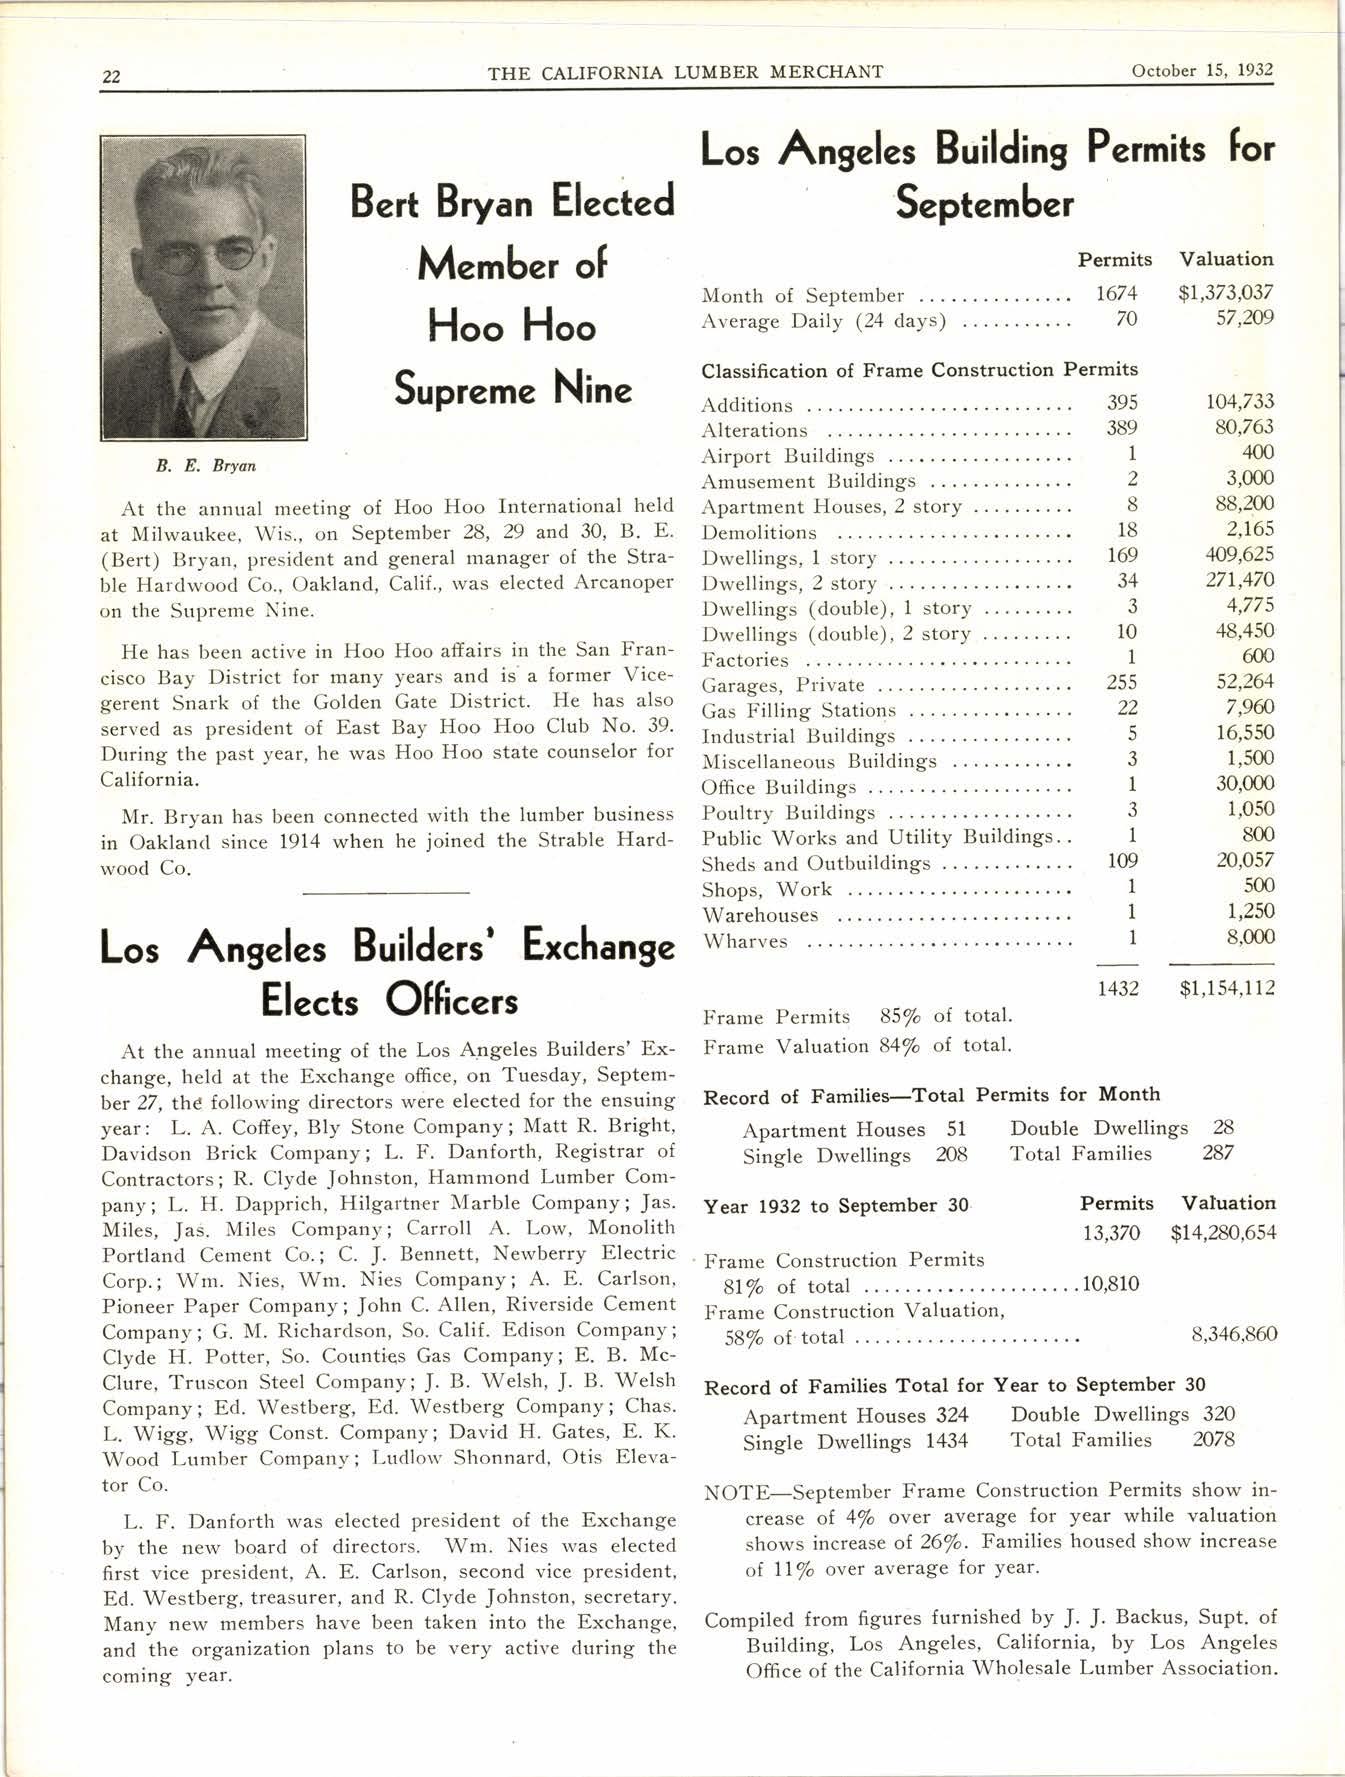 22
THE CALIFORNIA LUMBER MERCHANT
October 15, 1932
Bert Bryan Elected
Member of
Hoo Hoo
Supreme Nine
B. E. Bryan
At the annual meeting of Hoo Hoo International held
at Milwaukee, Wis., on September 28, 29 and 30, B. E.
(Bert) Bryan, president and general manager of the Stra-
ble Hardwood Co., Oakland, Calif., was elected Arcanoper
on the Supreme Nine.
He has been active in Hoo Hoo affairs in the San Fran-
cisco Bay District for many years and is a former Vice-
gerent Snark of the Golden Gate District. He has also
served as president of East Bay Hoo Hoo Club No. 39.
During the past year, he was Hoo Hoo state counselor for
California.
Mr. Bryan has been connected with the lumber business
in Oakland since 1914 when he joined the Strable Hard-
wood Co.
Los Angeles Builders' Exchange
Elects Officers
At the annual meeting of the Los Angeles Builders' Ex-
change, held at the Exchange office, on Tuesday, Septem-
ber 27, the following directors were elected for the ensuing
year: L. A. Coffey, Bly Stone Company; Matt R. Bright,
Davidson Brick Company; L. F. Danforth, Registrar of
Contractors; R. Clyde Johnston, Hammond Lumber Com-
pany; L. H. Dapprich, Hilgartner Marble Company; Jas.
Miles, Jas. Miles Company; Carroll A. Low, Monolith
Portland Cement Co.; C. J. Bennett, Newberry Electric
Corp.; Wm. Nies, Wm. Nies Company; A. E. Carlson,
Pioneer Paper Company; John C. Allen, Riverside Cement
Company; G. M. Richardson, So. Calif. Edison Company;
Clyde H. Potter, So. Counties Gas Company; E. B. Mc-
Clure, Truscon Steel Company; J. B. Welsh, J. B. Welsh
Company; Ed. Westberg, Ed. Westberg Company; Chas.
L. Wigg, Wigg Const. Company; David H. Gates, E. K.
Wood Lumber Company; Ludlow Shonnard, Otis Eleva-
tor Co.
L. F. Danforth was elected president of the Exchange
by the new board of directors. Wm. Nies was elected
first vice president, A. E. Carlson, second vice president,
Ed. Westberg, treasurer, and R. Clyde Johnston, secretary.
Many new members have been taken into the Exchange,
and the organization plans to be very active during the
coming year.
Los Angeles Building Permits for
September
Permits Valuation
Month of September ............... 1674 $1,373,037
Average Daily (24 days) ........... 70 57,209
Classification of Frame Construction Permits
Additions .......................... 395 104,733
Alterations ........................ 389 80,763
Airport Buildings .................. 1 400
Amusement Buildings .............. 2 3,000
Apartment Houses, 2 story .......... 8 88,200
Demolitions ....................... 18 2,165
Dwellings, 1 story .................. 169 409,625
Dwellings, 2 story .................. 34 271,470
Dwellings (double), 1 story ......... 3 4,775
Dwellings (double), 2 story ......... 10 48,450
Factories .......................... 1 600
Garages, Private ................... 255 52,264
Gas Filling Stations ................ 22 7,960
Industrial Buildings ................ 5 16,550
Miscellaneous Buildings ............ 3 1,500
Office Buildings .................... 1 30,000
Poultry Buildings .................. 3 1,050
Public Works and Utility Buildings.. 1 800
Sheds and Outbuildings ............. 109 20,057
Shops, Work ...................... 1 500
Warehouses ....................... 1 1,250
Wharves .......................... 1 8,000
1432 $1,154,112
Frame Permits 85% of total.
Frame Valuation 84% of total.
Record of Families—Total Permits for Month
Apartment Houses 51 Double Dwellings 28
Single Dwellings 208 Total Families 287
Year 1932 to September 30 Permits Valuation
13,370 $14,280,654
Frame Construction Permits
81% of total ......................10,810
Frame Construction Valuation,
58% of total ...................... 8,346,860
Record of Families Total for Year to September 30
Apartment Houses 324 Double Dwellings 320
Single Dwellings 1434 Total Families 2078
NOTE—September Frame Construction Permits show in-
crease of 4% over average for year while valuation
shows increase of 26%. Families housed show increase
of 11% over average for year.
Compiled from figures furnished by J. J. Backus, Supt. of
Building, Los Angeles, California, by Los Angeles
Office of the California Wholesale Lumber Association.